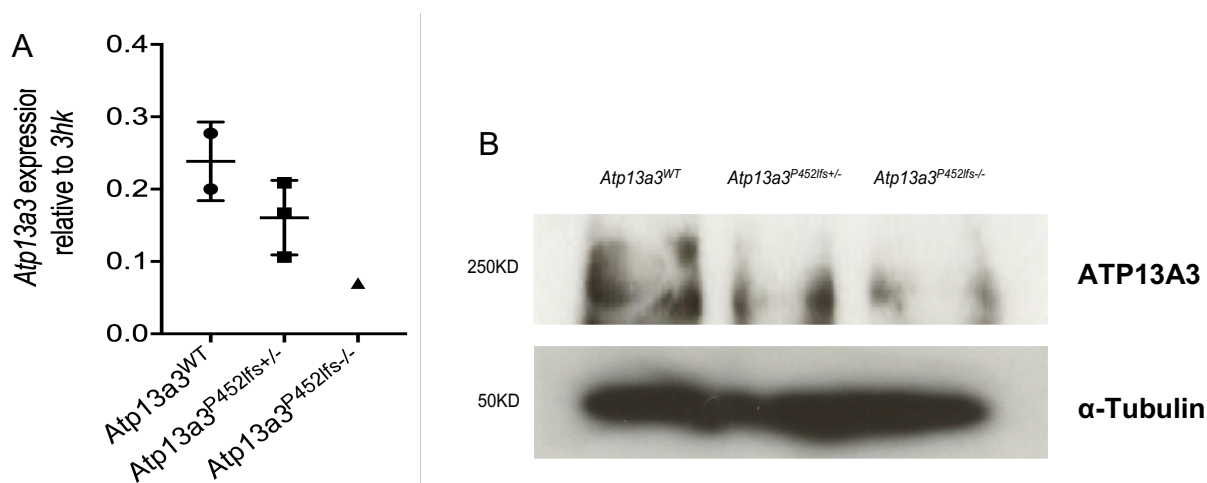 A
Atp13a3 expression
relative to 3hk
0.4
0.3
0.2
0.1
0.0
Atp13a3WT
Atp13a3P452lfs+/-
Atp13a3P452lfs-/-
B
Atp13a3WT Atp13a3P452lfs+/- Atp13a3P452lfs-/-
250KD
ATP13A3
50KD
α-Tubulin